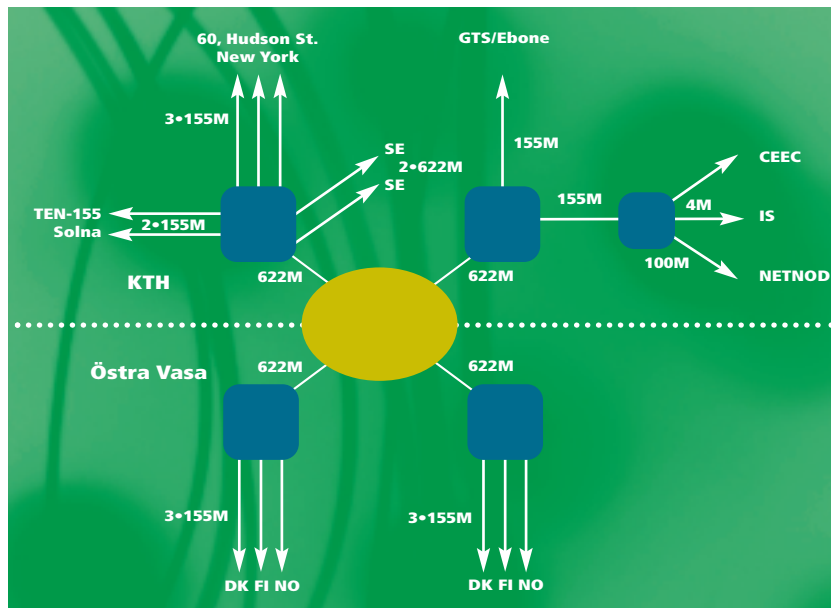 60, Hudson St.
New York
GTS/Ebone
3•155M
155M
SE
2•622M
SE
CEEC
155M
4M
IS
TEN-155
2•155M
Solna
100M
NETNOD
KTH
622M
622M
Östra Vasa
622M
622M
3•155M
3•155M
DK FI NO
DK FI NO